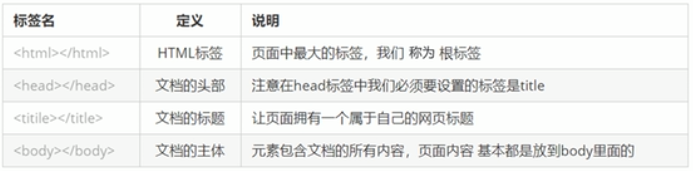 标签名 定义 说明
<html></html> HTML标签 页面中最大的标签，我们 称为 根标签
<head></head> 文档的头部 注意在head标签中我们必须要设置的标签是title
<titile></title> 文档的标题 让页面拥有一个属于自己的网页标题
<body></body> 文档的主体 元素包含文档的所有内容，页面内容 基本都是放到body里面的